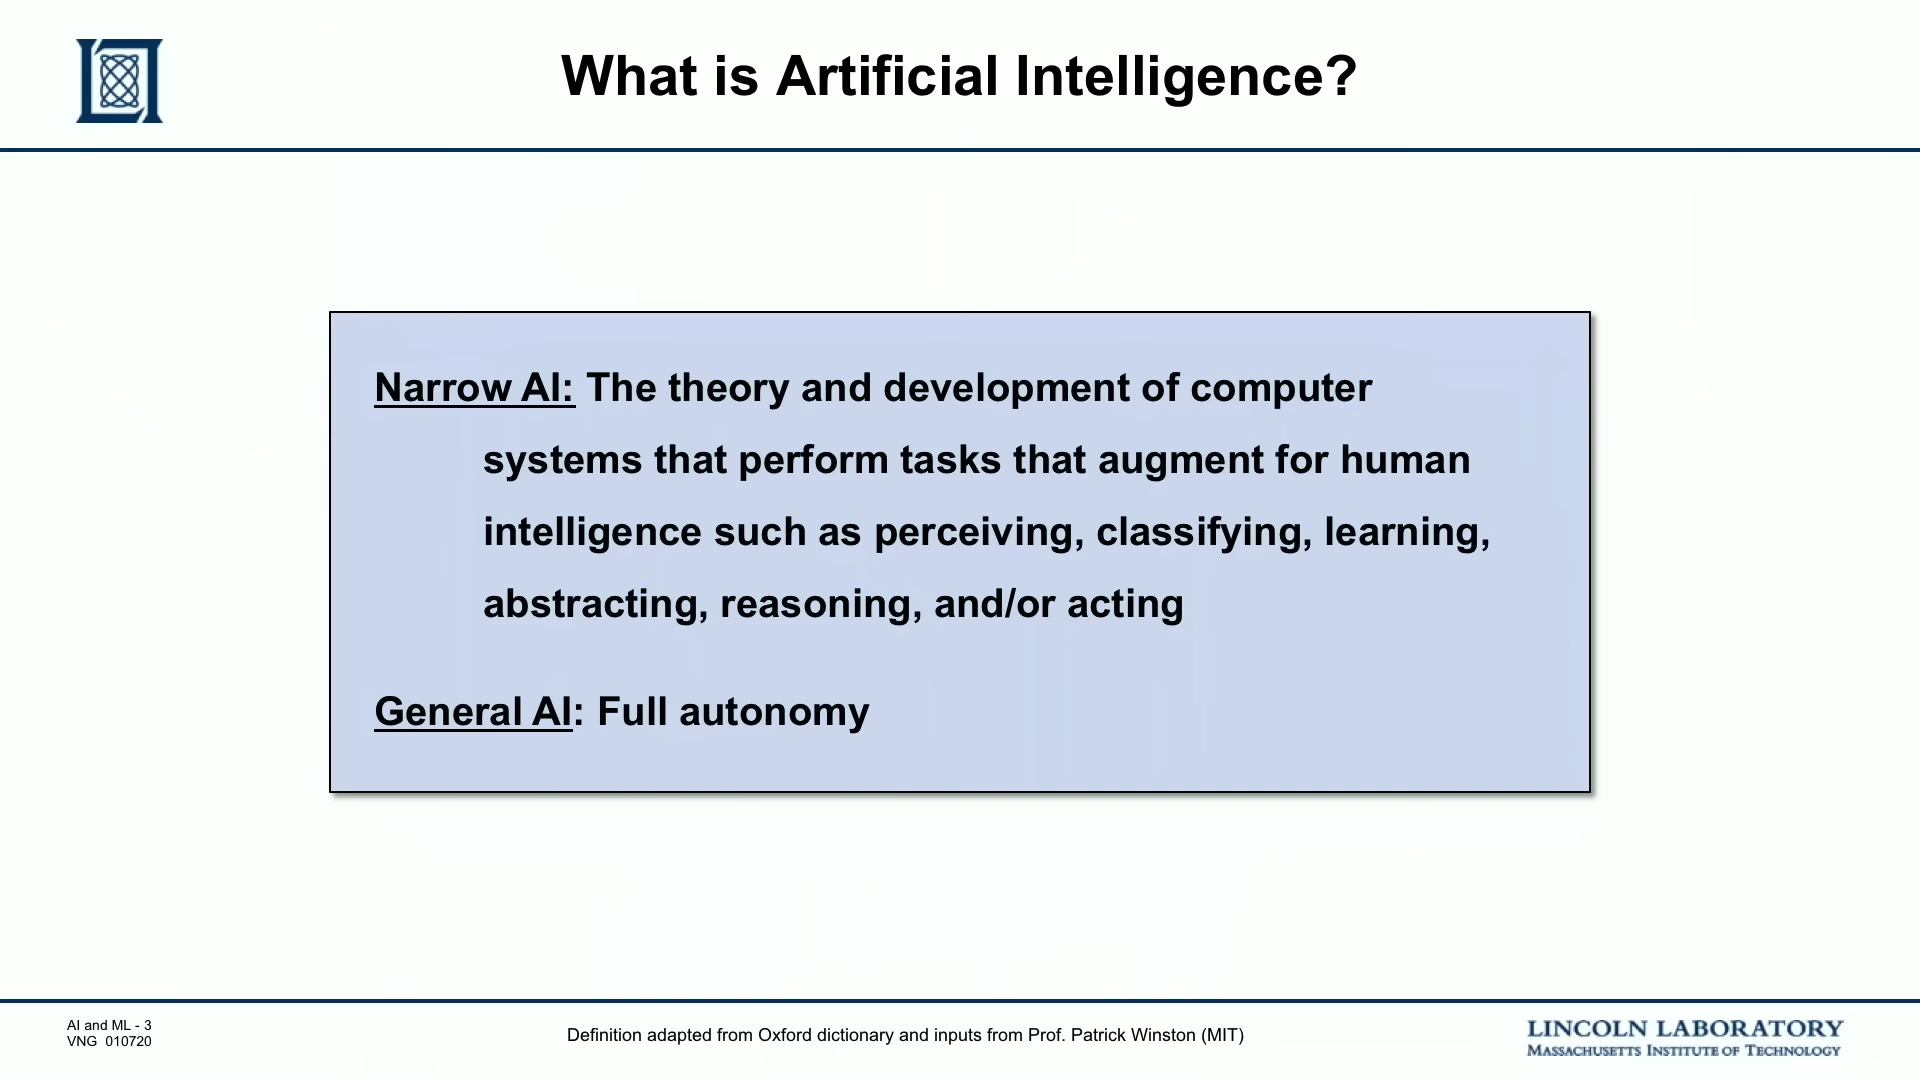 What is Artificial Intelligence?
Narrow AI: The theory and development of computer
systems that perform tasks that augment for human
intelligence such as perceiving, classifying, learning,
abstracting, reasoning, and/or acting
General AI: Full autonomy
AI and ML - 3
VNG 010720
Definition adapted from Oxford dictionary and inputs from Prof. Patrick Winston (MIT)
LINCOLN LABORATORY
MASSACHUSETTS INSTITUTE OF TECHNOLOGY